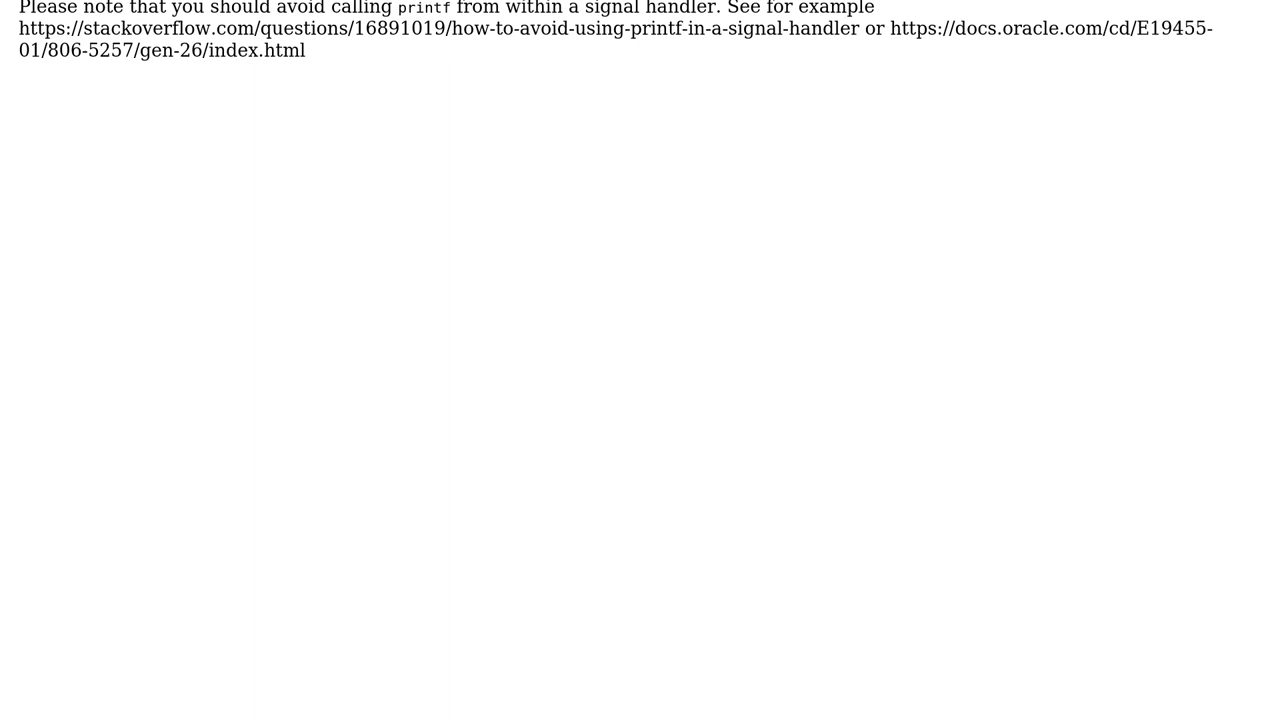 Please note that you should avoid calling printf from within a signal handler. See for example
https://stackoverflow.com/questions/16891019/how-to-avoid-using-printf-in-a-signal-handler or https://docs.oracle.com/cd/E19455-
01/806-5257/gen-26/index.html